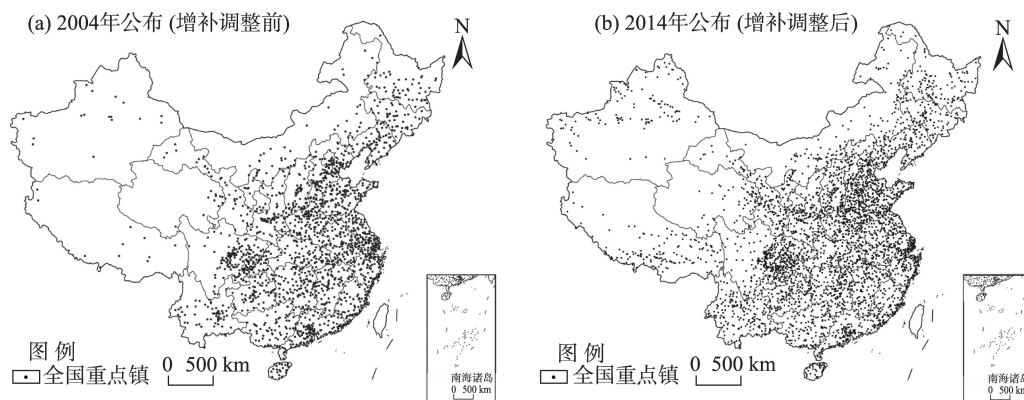 (a) 2004年公布 (增补调整前)
N
图 例
全国重点镇
0 500 km
南海诸岛
0 500 km
(b) 2014年公布 (增补调整后)
N
图 例
全国重点镇
0 500 km
南海诸岛
0 500 km